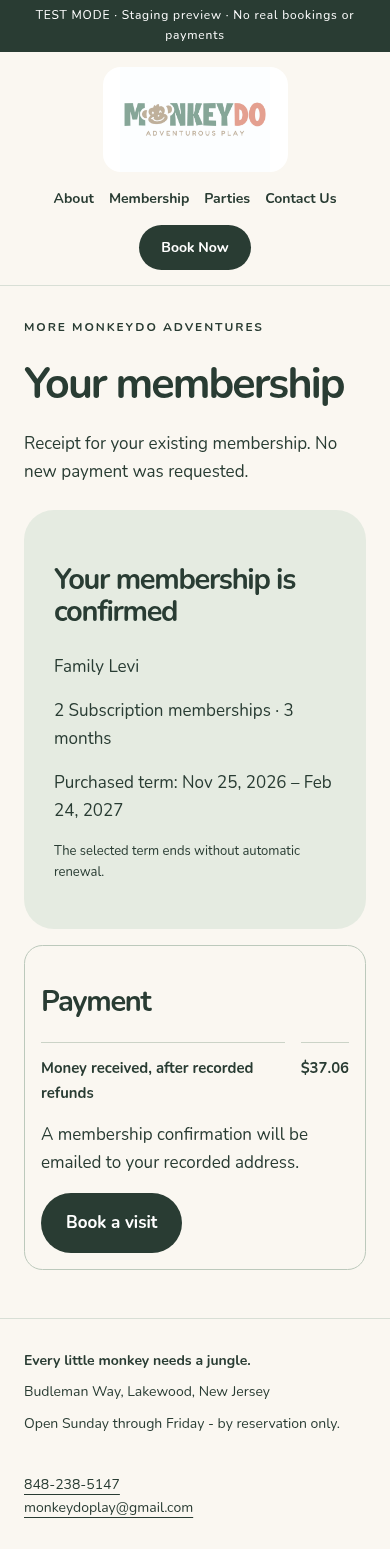 TEST MODE · Staging preview · No real bookings or
payments
MONKEYDO
ADVENTUROUS PLAY
About Membership Parties Contact Us
Book Now
MORE MONKEYDO ADVENTURES
Your membership
Receipt for your existing membership. No
new payment was requested.
Your membership is
confirmed
Family Levi
2 Subscription memberships · 3
months
Purchased term: Nov 25, 2026 – Feb
24, 2027
The selected term ends without automatic
renewal.
Payment
Money received, after recorded $37.06
refunds
A membership confirmation will be
emailed to your recorded address.
Book a visit
Every little monkey needs a jungle.
Budleman Way, Lakewood, New Jersey
Open Sunday through Friday - by reservation only.
848-238-5147
monkeydoplay@gmail.com